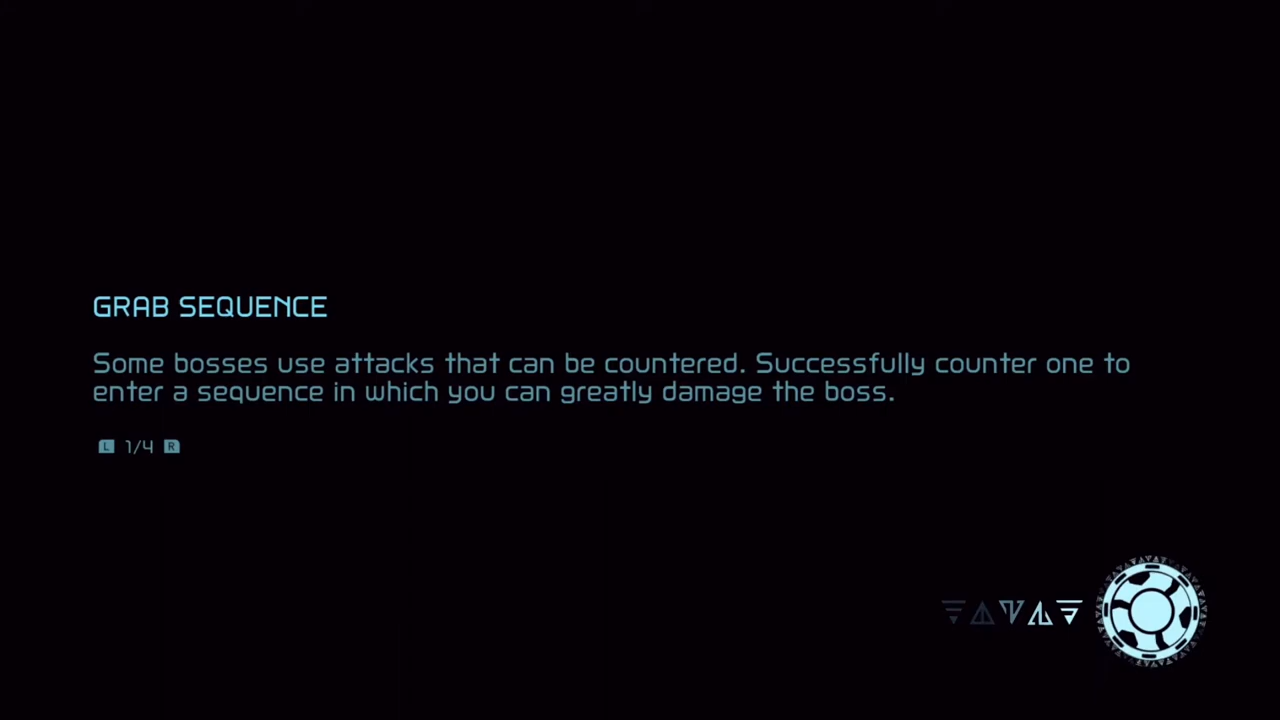 GRAB SEQUENCE
Some bosses use attacks that can be countered. Successfully counter one to
enter a sequence in which you can greatly damage the boss.
L 1/4 R